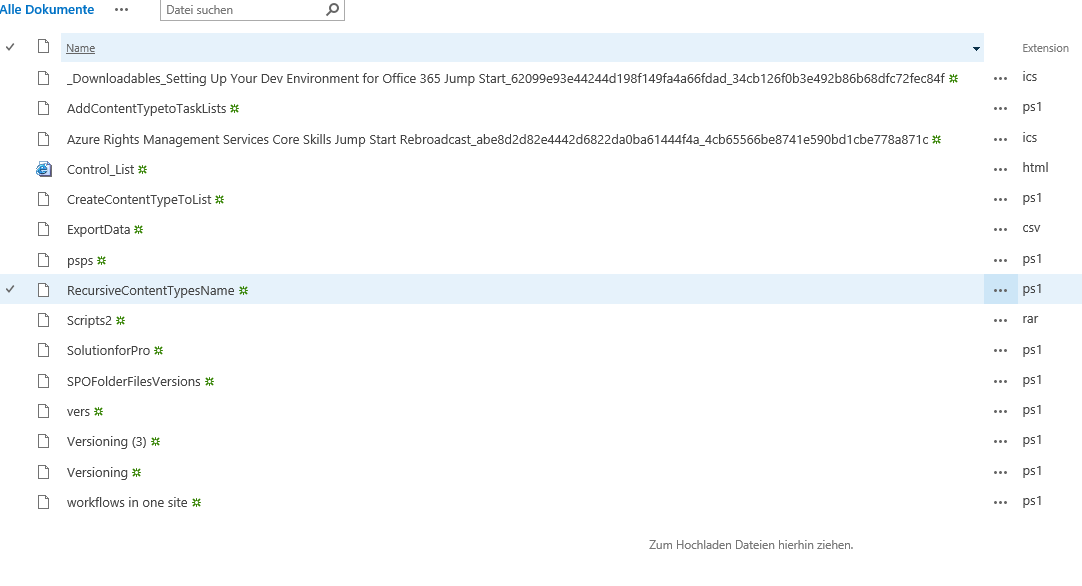 Alle Dokumente ••• Datei suchen
Name Extension
_Downloadables_Setting Up Your Dev Environment for Office 365 Jump Start_62099e93e44244d198f149fa4a66fdad_34cb126f0b3e492b86b68dfc72fec84f ••• ics
AddContentTypetoTaskLists ••• ps1
Azure Rights Management Services Core Skills Jump Start Rebroadcast_abe8d2d82e4442d6822da0ba61444f4a_4cb65566be8741e590bd1cbe778a871c ••• ics
Control_List ••• html
CreateContentTypeToList ••• ps1
ExportData ••• csv
psps ••• ps1
RecursiveContentTypesName ••• ps1
Scripts2 ••• rar
SolutionforPro ••• ps1
SPOFolderFilesVersions ••• ps1
vers ••• ps1
Versioning (3) ••• ps1
Versioning ••• ps1
workflows in one site ••• ps1
Zum Hochladen Dateien hierhin ziehen.